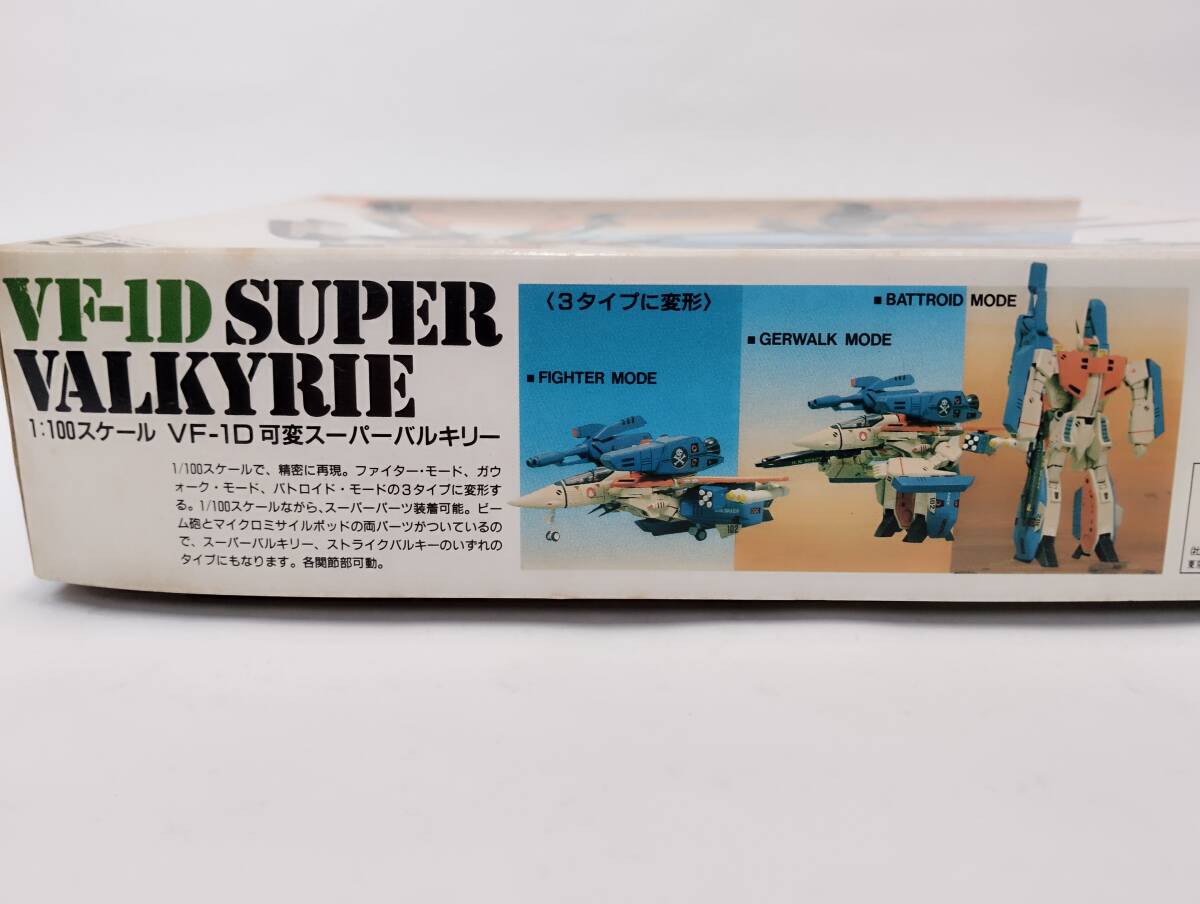 VF-1D SUPER
VALKYRIE
1:100スケール VF-1D 可変スーパーバルキリー
1/100スケールで、精密に再現。ファイター・モード、ガウ
ォーク・モード、バトロイド・モードの3タイプに変形す
る。1/100スケールながら、スーパーパーツ装着可能。ビー
ム砲とマイクロミサイルポッドの両パーツがついているの
で、スーパーバルキリー、ストライクバルキーのいずれの
タイプにもなります。各関節部可動。
〈3タイプに変形〉
■ FIGHTER MODE
■ GERWALK MODE
■ BATTROID MODE
102